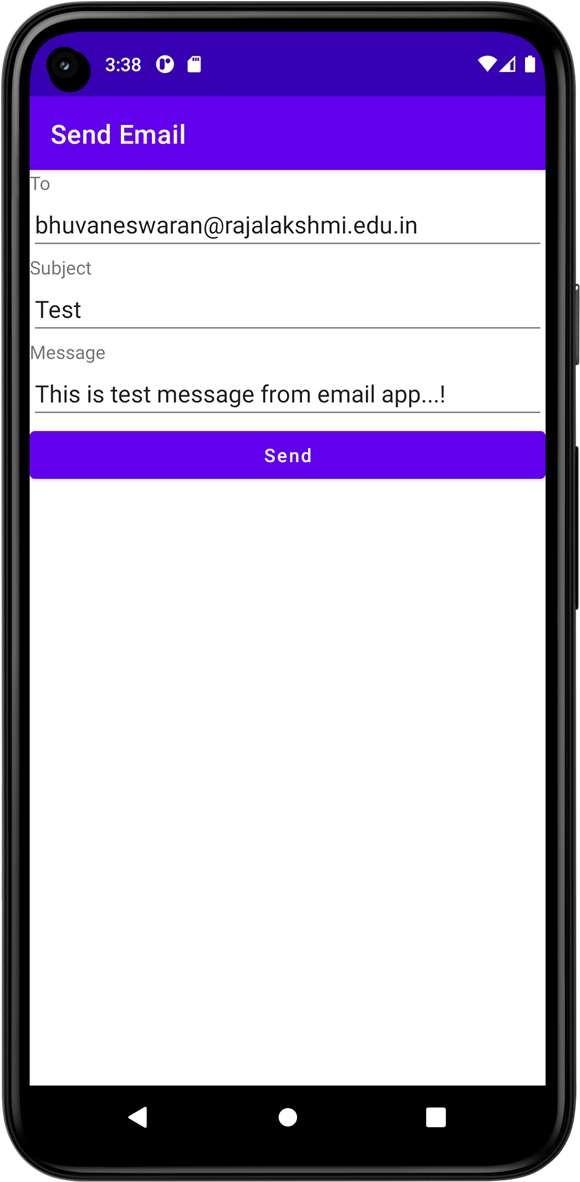 3:38
Send Email
To
bhuvaneswaran@rajalakshmi.edu.in
Subject
Test
Message
This is test message from email app...!
Send